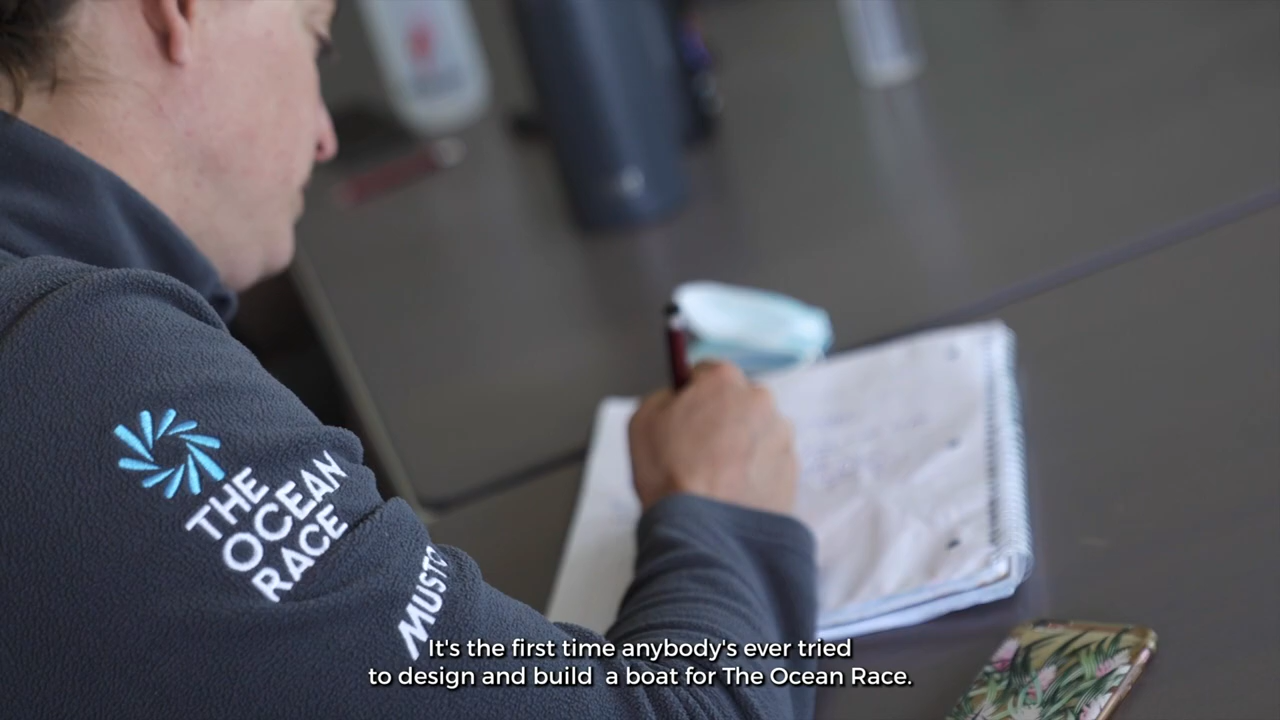 THE
OCEAN
RACE
MUSTO
It's the first time anybody's ever tried
to design and build  a boat for The Ocean Race.